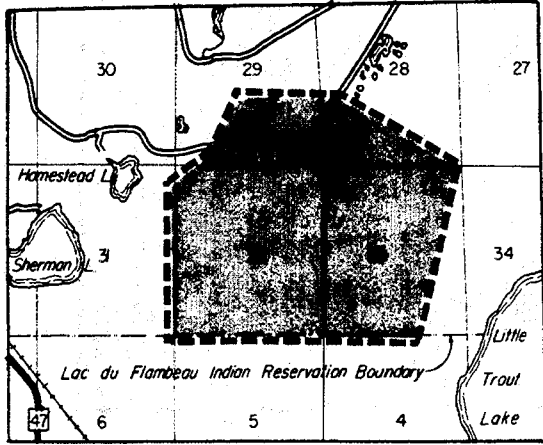 30
29
28
27
Homestead L.
31
Sherman L.
34
Lac du Flambeau Indian Reservation Boundary
Little
Trout
Lake
47
6
5
4